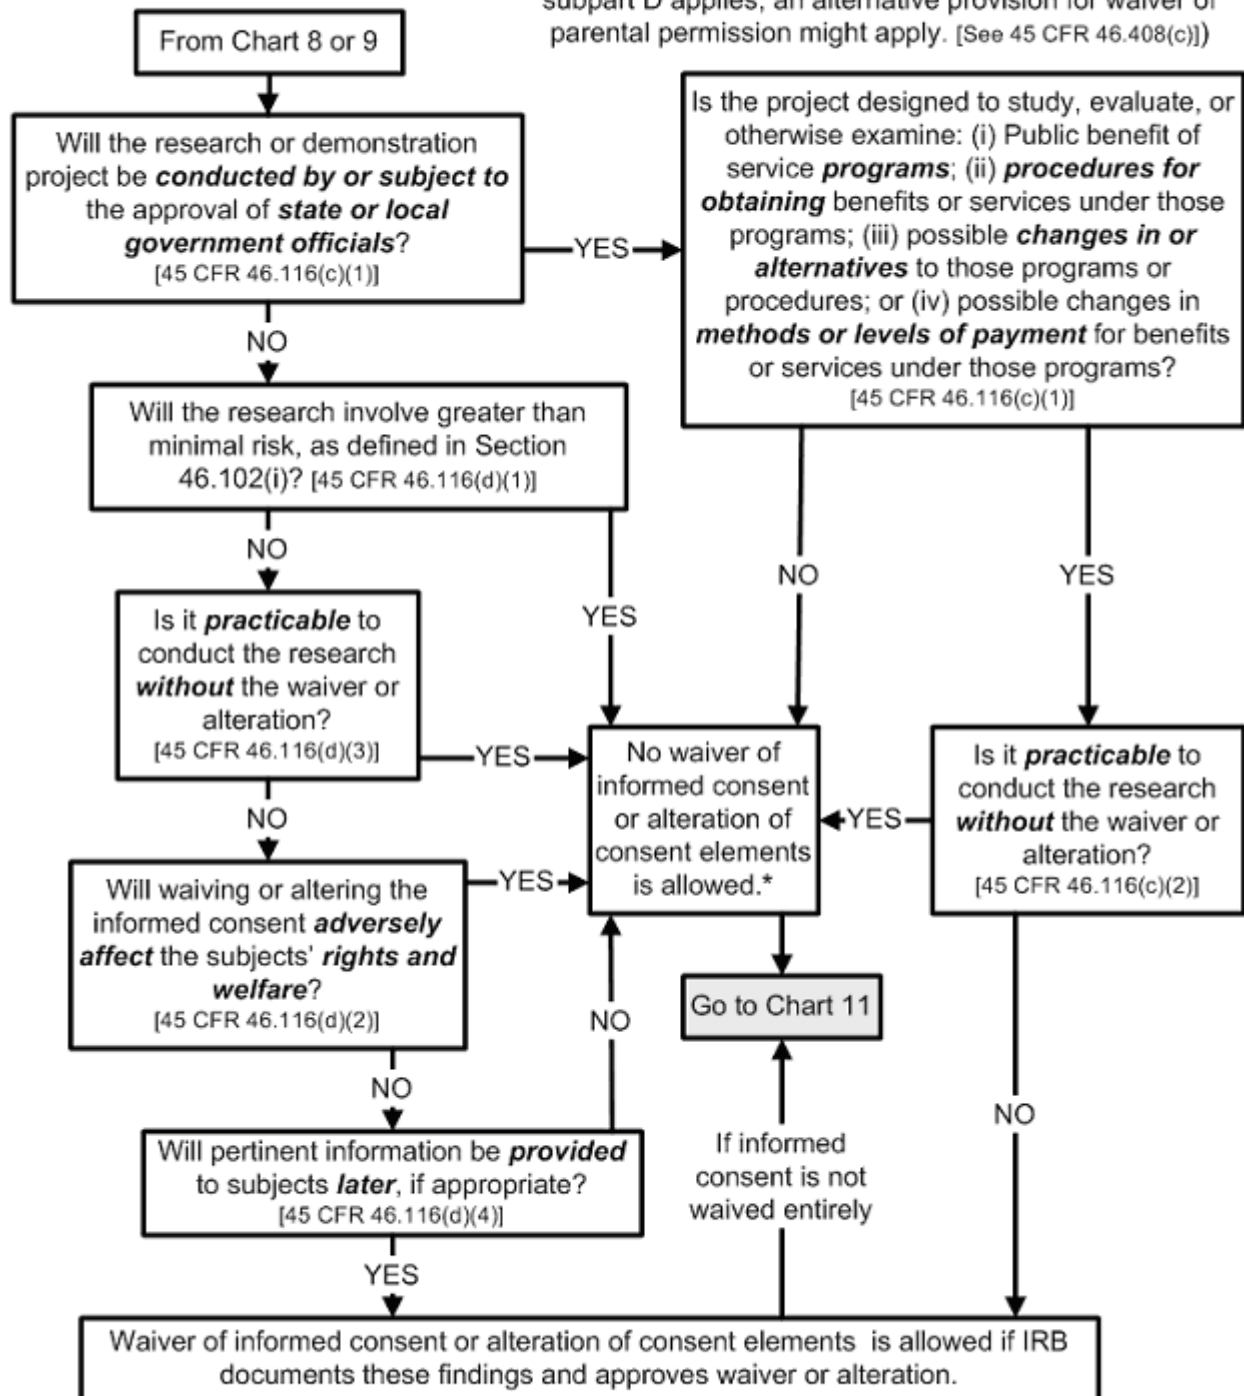 subpart D applies, an alternative provision for waiver of
parental permission might apply. [See 45 CFR 46.408(c)])
From Chart 8 or 9
Will the research or demonstration
project be conducted by or subject to
the approval of state or local
government officials?
[45 CFR 46.116(c)(1)]
YES
Is the project designed to study, evaluate, or
otherwise examine: (i) Public benefit of
service programs; (ii) procedures for
obtaining benefits or services under those
programs; (iii) possible changes in or
alternatives to those programs or
procedures; or (iv) possible changes in
methods or levels of payment for benefits
or services under those programs?
[45 CFR 46.116(c)(1)]
NO
Will the research involve greater than
minimal risk, as defined in Section
46.102(i)? [45 CFR 46.116(d)(1)]
NO
YES
NO
YES
Is it practicable to
conduct the research
without the waiver or
alteration?
[45 CFR 46.116(d)(3)]
YES
No waiver of
informed consent
or alteration of
consent elements
is allowed.*
YES
Is it practicable to
conduct the research
without the waiver or
alteration?
[45 CFR 46.116(c)(2)]
NO
Will waiving or altering the
informed consent adversely
affect the subjects' rights and
welfare?
[45 CFR 46.116(d)(2)]
YES
Go to Chart 11
NO
NO
NO
Will pertinent information be provided
to subjects later, if appropriate?
[45 CFR 46.116(d)(4)]
If informed
consent is not
waived entirely
YES
Waiver of informed consent or alteration of consent elements is allowed if IRB
documents these findings and approves waiver or alteration.